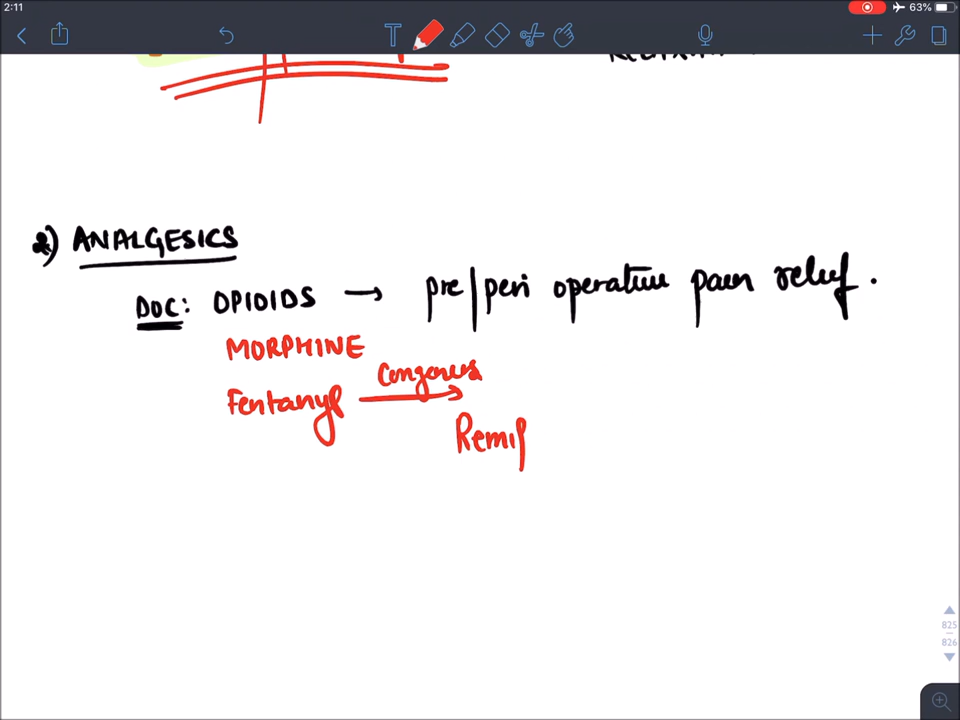 2:11
63%
T
2) ANALGESICS
DOC: OPIOIDS → pre/peri operative pain relief.
MORPHINE
Fentanyl → Congeners
Remif
825
826